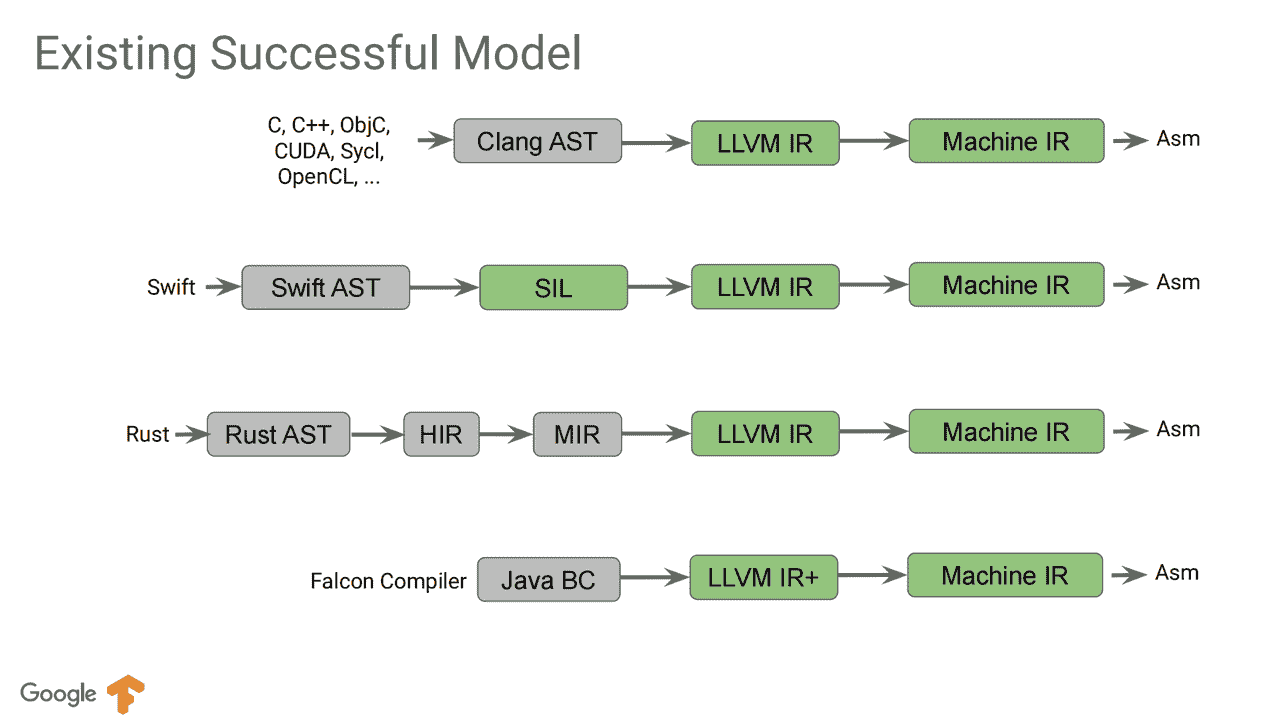 Existing Successful Model
C, C++, ObjC,
CUDA, Sycl,
OpenCL, ...
Clang AST
LLVM IR
Machine IR
Asm
Swift
Swift AST
SIL
LLVM IR
Machine IR
Asm
Rust
Rust AST
HIR
MIR
LLVM IR
Machine IR
Asm
Falcon Compiler
Java BC
LLVM IR+
Machine IR
Asm
Google